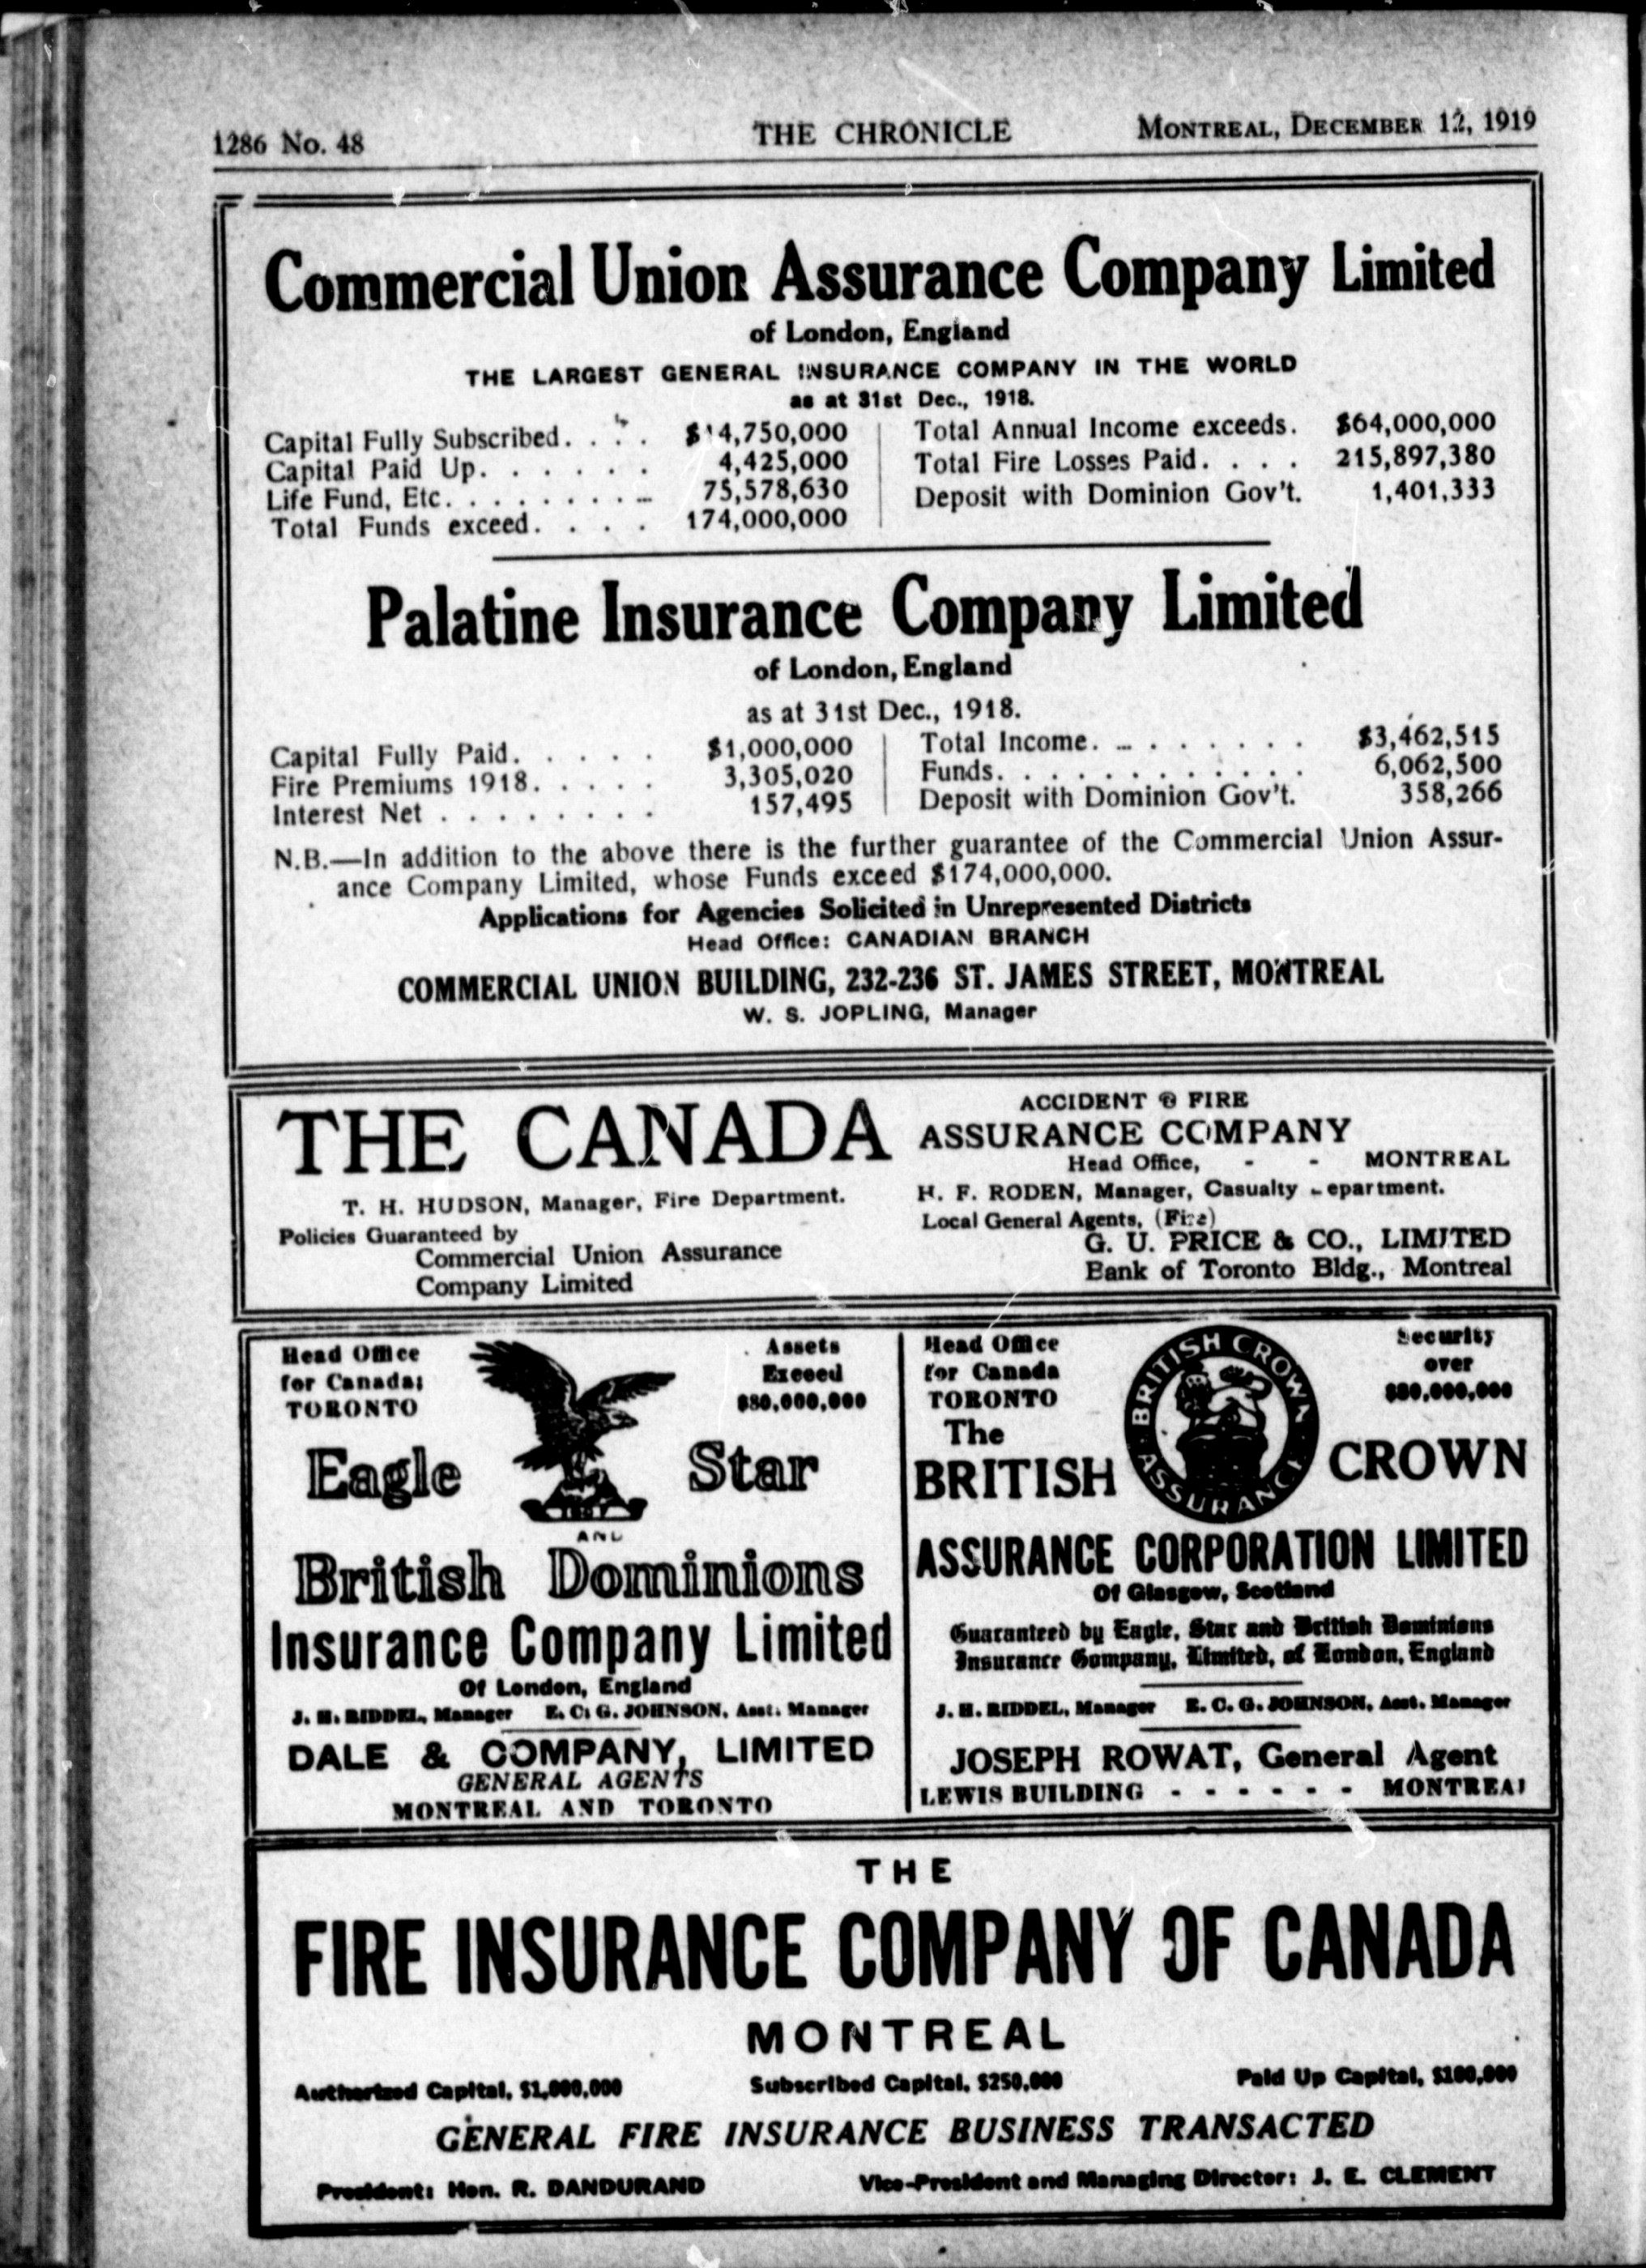 1286 No. 48 THE CHRONICLE MONTREAL, DECEMBER 12, 1919
Commercial Union Assurance Company Limited
of London, England
THE LARGEST GENERAL INSURANCE COMPANY IN THE WORLD
as at 31st Dec., 1918.
Capital Fully Subscribed. . . . $14,750,000
Capital Paid Up. . . . . . . 4,425,000
Life Fund, Etc. . . . . . . . 75,578,630
Total Funds exceed. . . . 174,000,000
Total Annual Income exceeds. $64,000,000
Total Fire Losses Paid. . . . 215,897,380
Deposit with Dominion Gov't. 1,401,333
Palatine Insurance Company Limited
of London, England
as at 31st Dec., 1918.
Capital Fully Paid. . . . . $1,000,000
Fire Premiums 1918. . . . . 3,305,020
Interest Net . . . . . . . . 157,495
Total Income. . . . . . . . $3,462,515
Funds. . . . . . . . . . . . 6,062,500
Deposit with Dominion Gov't. 358,266
N.B.—In addition to the above there is the further guarantee of the Commercial Union Assur-
ance Company Limited, whose Funds exceed $174,000,000.
Applications for Agencies Solicited in Unrepresented Districts
Head Office: CANADIAN BRANCH
COMMERCIAL UNION BUILDING, 232-236 ST. JAMES STREET, MONTREAL
W. S. JOPLING, Manager
THE CANADA
ACCIDENT & FIRE
ASSURANCE COMPANY
Head Office, - - MONTREAL
T. H. HUDSON, Manager, Fire Department.
H. F. RODEN, Manager, Casualty epartment.
Policies Guaranteed by
Commercial Union Assurance
Company Limited
Local General Agents, (Fire)
G. U. PRICE & CO., LIMITED
Bank of Toronto Bldg., Montreal
Head Office
for Canada:
TORONTO
Assets
Exceed
$80,000,000
Eagle Star
AND
British Dominions
Insurance Company Limited
Of London, England
J. H. RIDDEL, Manager E. C. G. JOHNSON, Asst. Manager
DALE & COMPANY, LIMITED
GENERAL AGENTS
MONTREAL AND TORONTO
Head Office
for Canada
TORONTO
Security
over
$80,000,000
The
BRITISH CROWN
BRITISH CROWN ASSURANCE
ASSURANCE CORPORATION LIMITED
Of Glasgow, Scotland
Guaranteed by Eagle, Star and British Dominions
Insurance Company, Limited, of London, England
J. H. RIDDEL, Manager E. C. G. JOHNSON, Asst. Manager
JOSEPH ROWAT, General Agent
LEWIS BUILDING - - - - - - MONTREAL
THE
FIRE INSURANCE COMPANY OF CANADA
MONTREAL
Authorized Capital, $1,000,000 Subscribed Capital, $250,000 Paid Up Capital, $100,000
GENERAL FIRE INSURANCE BUSINESS TRANSACTED
President: Hon. R. DANDURAND Vice-President and Managing Director: J. E. CLEMENT